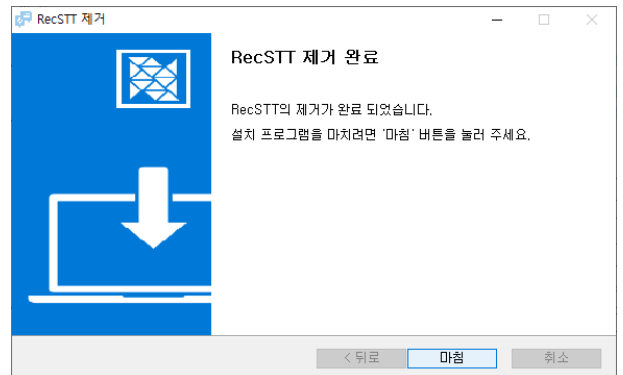 RecSTT 제거
RecSTT 제거 완료
RecSTT의 제거가 완료 되었습니다.
설치 프로그램을 마치려면 '마침' 버튼을 눌러 주세요.
< 뒤로
마침
취소